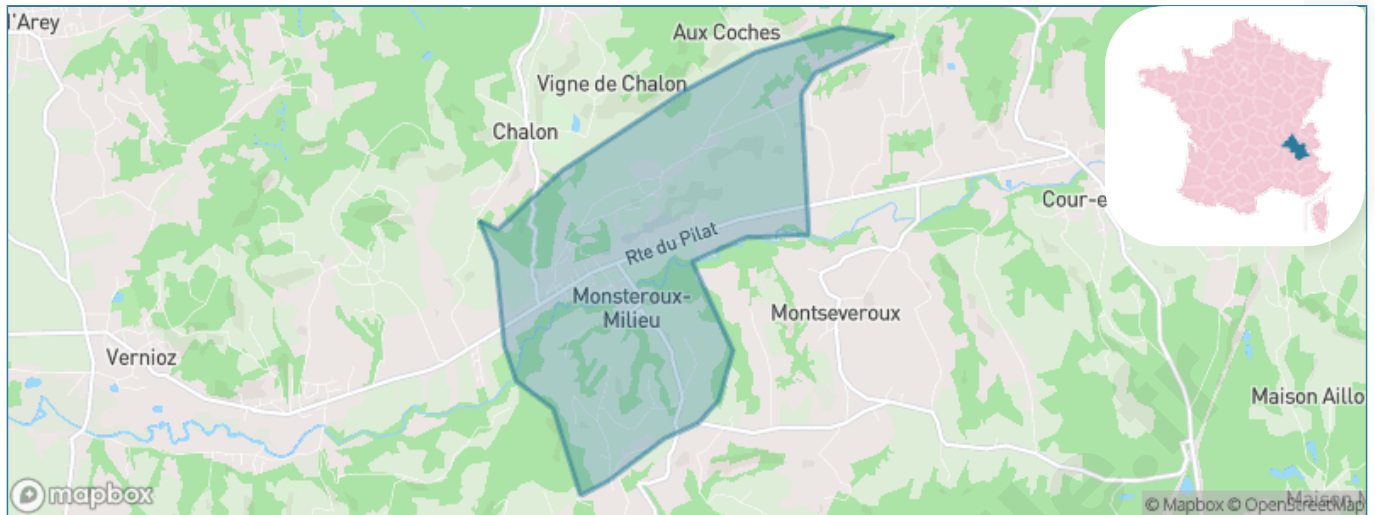 l'Arey
Aux Coches
Vigne de Chalon
Chalon
Cour-e
Rte du Pilat
Monsteroux-
Milieu
Montseveroux
Vernioz
Maison Aillo
mapbox
© Mapbox © OpenStreetMap
Maison M